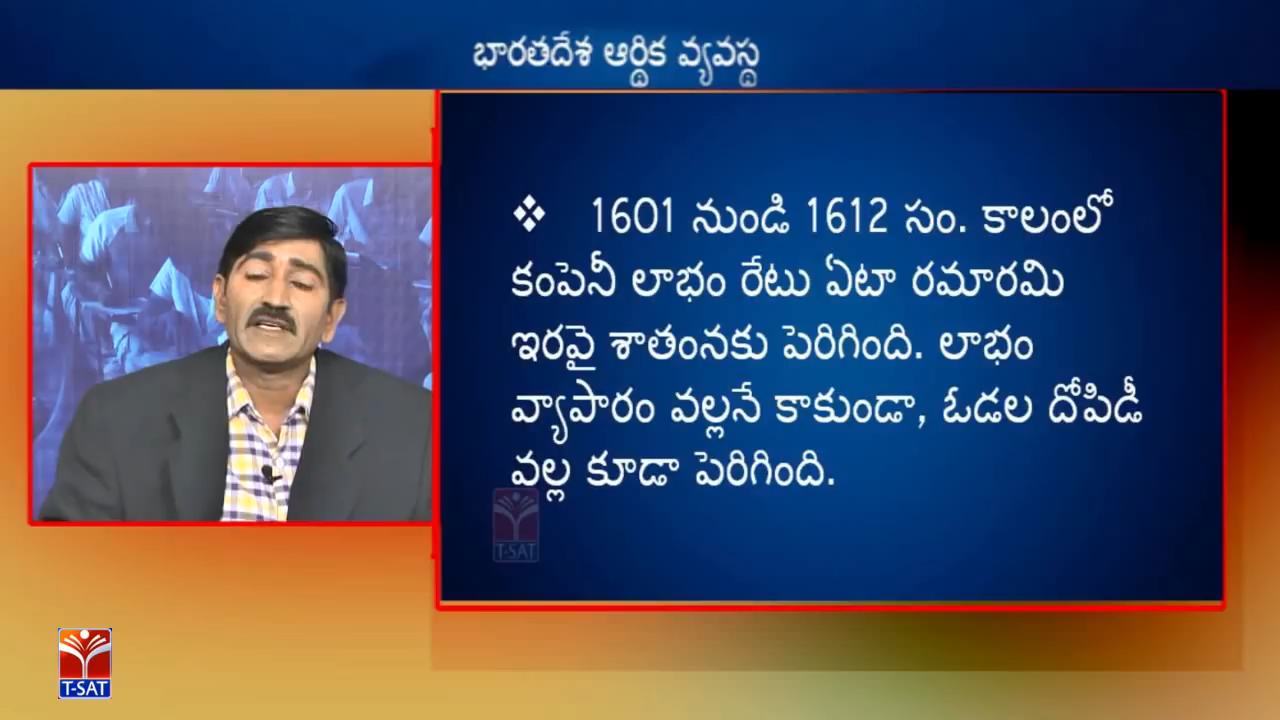 భారతదేశ ఆర్థిక వ్యవస్థ
❖ 1601 నుండి 1612 సం. కాలంలో
కంపెనీ లాభం రేటు ఏటా రమారమి
ఇరవై శాతంనకు పెరిగింది. లాభం
వ్యాపారం వల్లనే కాకుండా, ఓడల దోపిడీ
వల్ల కూడా పెరిగింది.
T-SAT
T-SAT